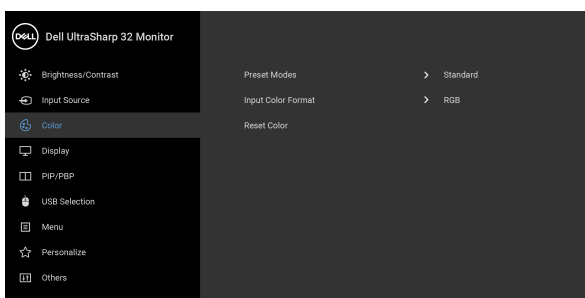 DELL Dell UltraSharp 32 Monitor
Brightness/Contrast
Preset Modes > Standard
Input Source
Input Color Format > RGB
Color
Reset Color
Display
PIP/PBP
USB Selection
Menu
Personalize
Others